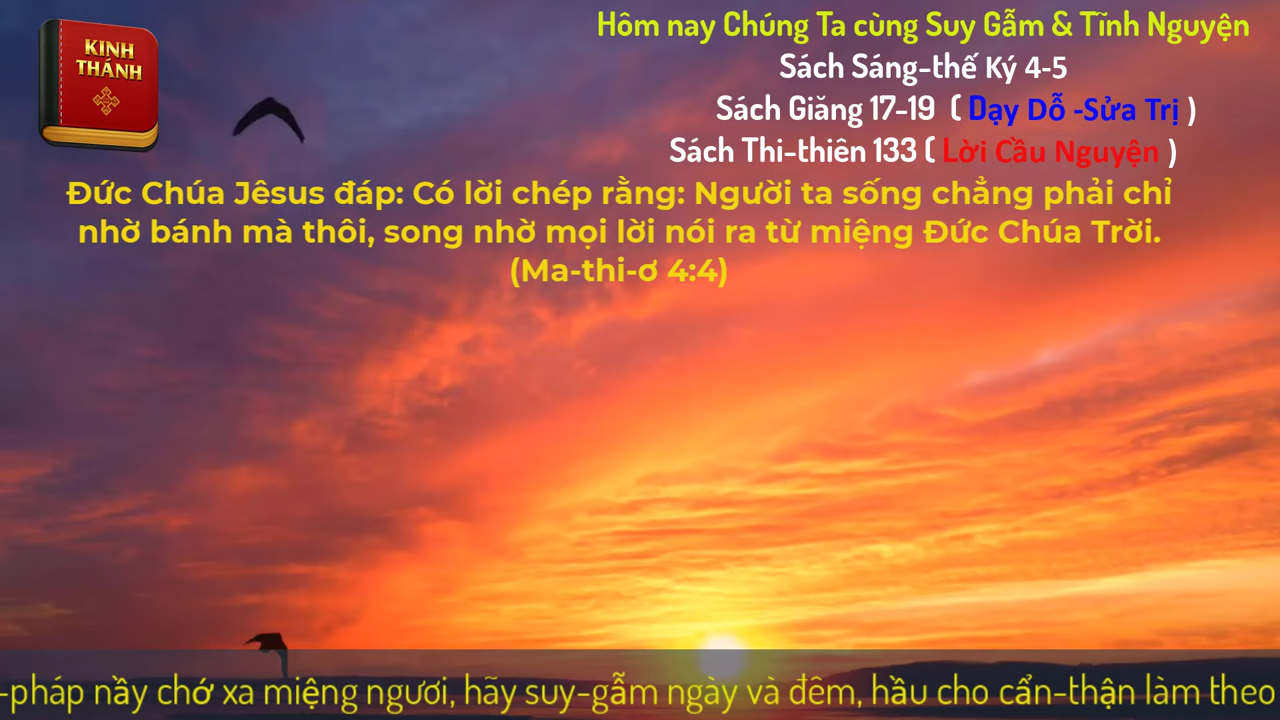 KINH
THÁNH
Hôm nay Chúng Ta cùng Suy Gẫm & Tĩnh Nguyện
Sách Sáng-thế Ký 4-5
Sách Giăng 17-19 ( Dạy Dỗ -Sửa Trị )
Sách Thi-thiên 133 ( Lời Cầu Nguyện )
Đức Chúa Jêsus đáp: Có lời chép rằng: Người ta sống chẳng phải chỉ
nhờ bánh mà thôi, song nhờ mọi lời nói ra từ miệng Đức Chúa Trời.
(Ma-thi-ơ 4:4)
-pháp nầy chớ xa miệng ngươi, hãy suy-gẫm ngày và đêm, hầu cho cẩn-thận làm theo